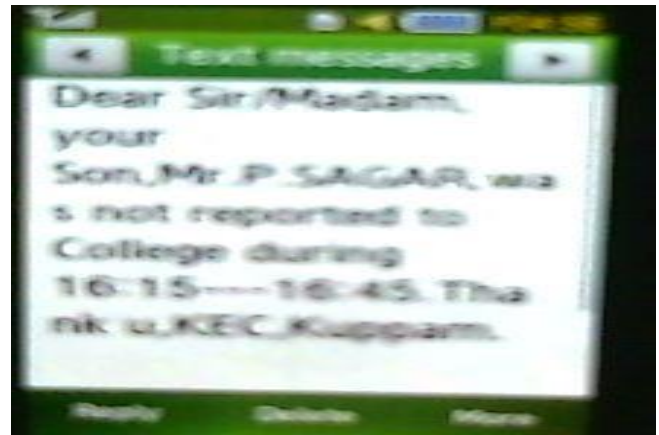 Text messages
Dear Sir/Madam,
your
Son,Mr.P.SAGAR, wa
s not reported to
College during
16:15---16:45.Tha
nk u,KEC,Kuppam.
Reply Delete More